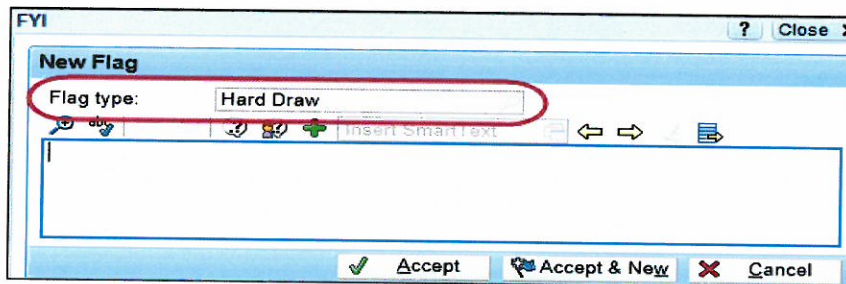 FYI ? Close X
New Flag
Flag type: Hard Draw
Insert SmartText
Accept Accept & New Cancel